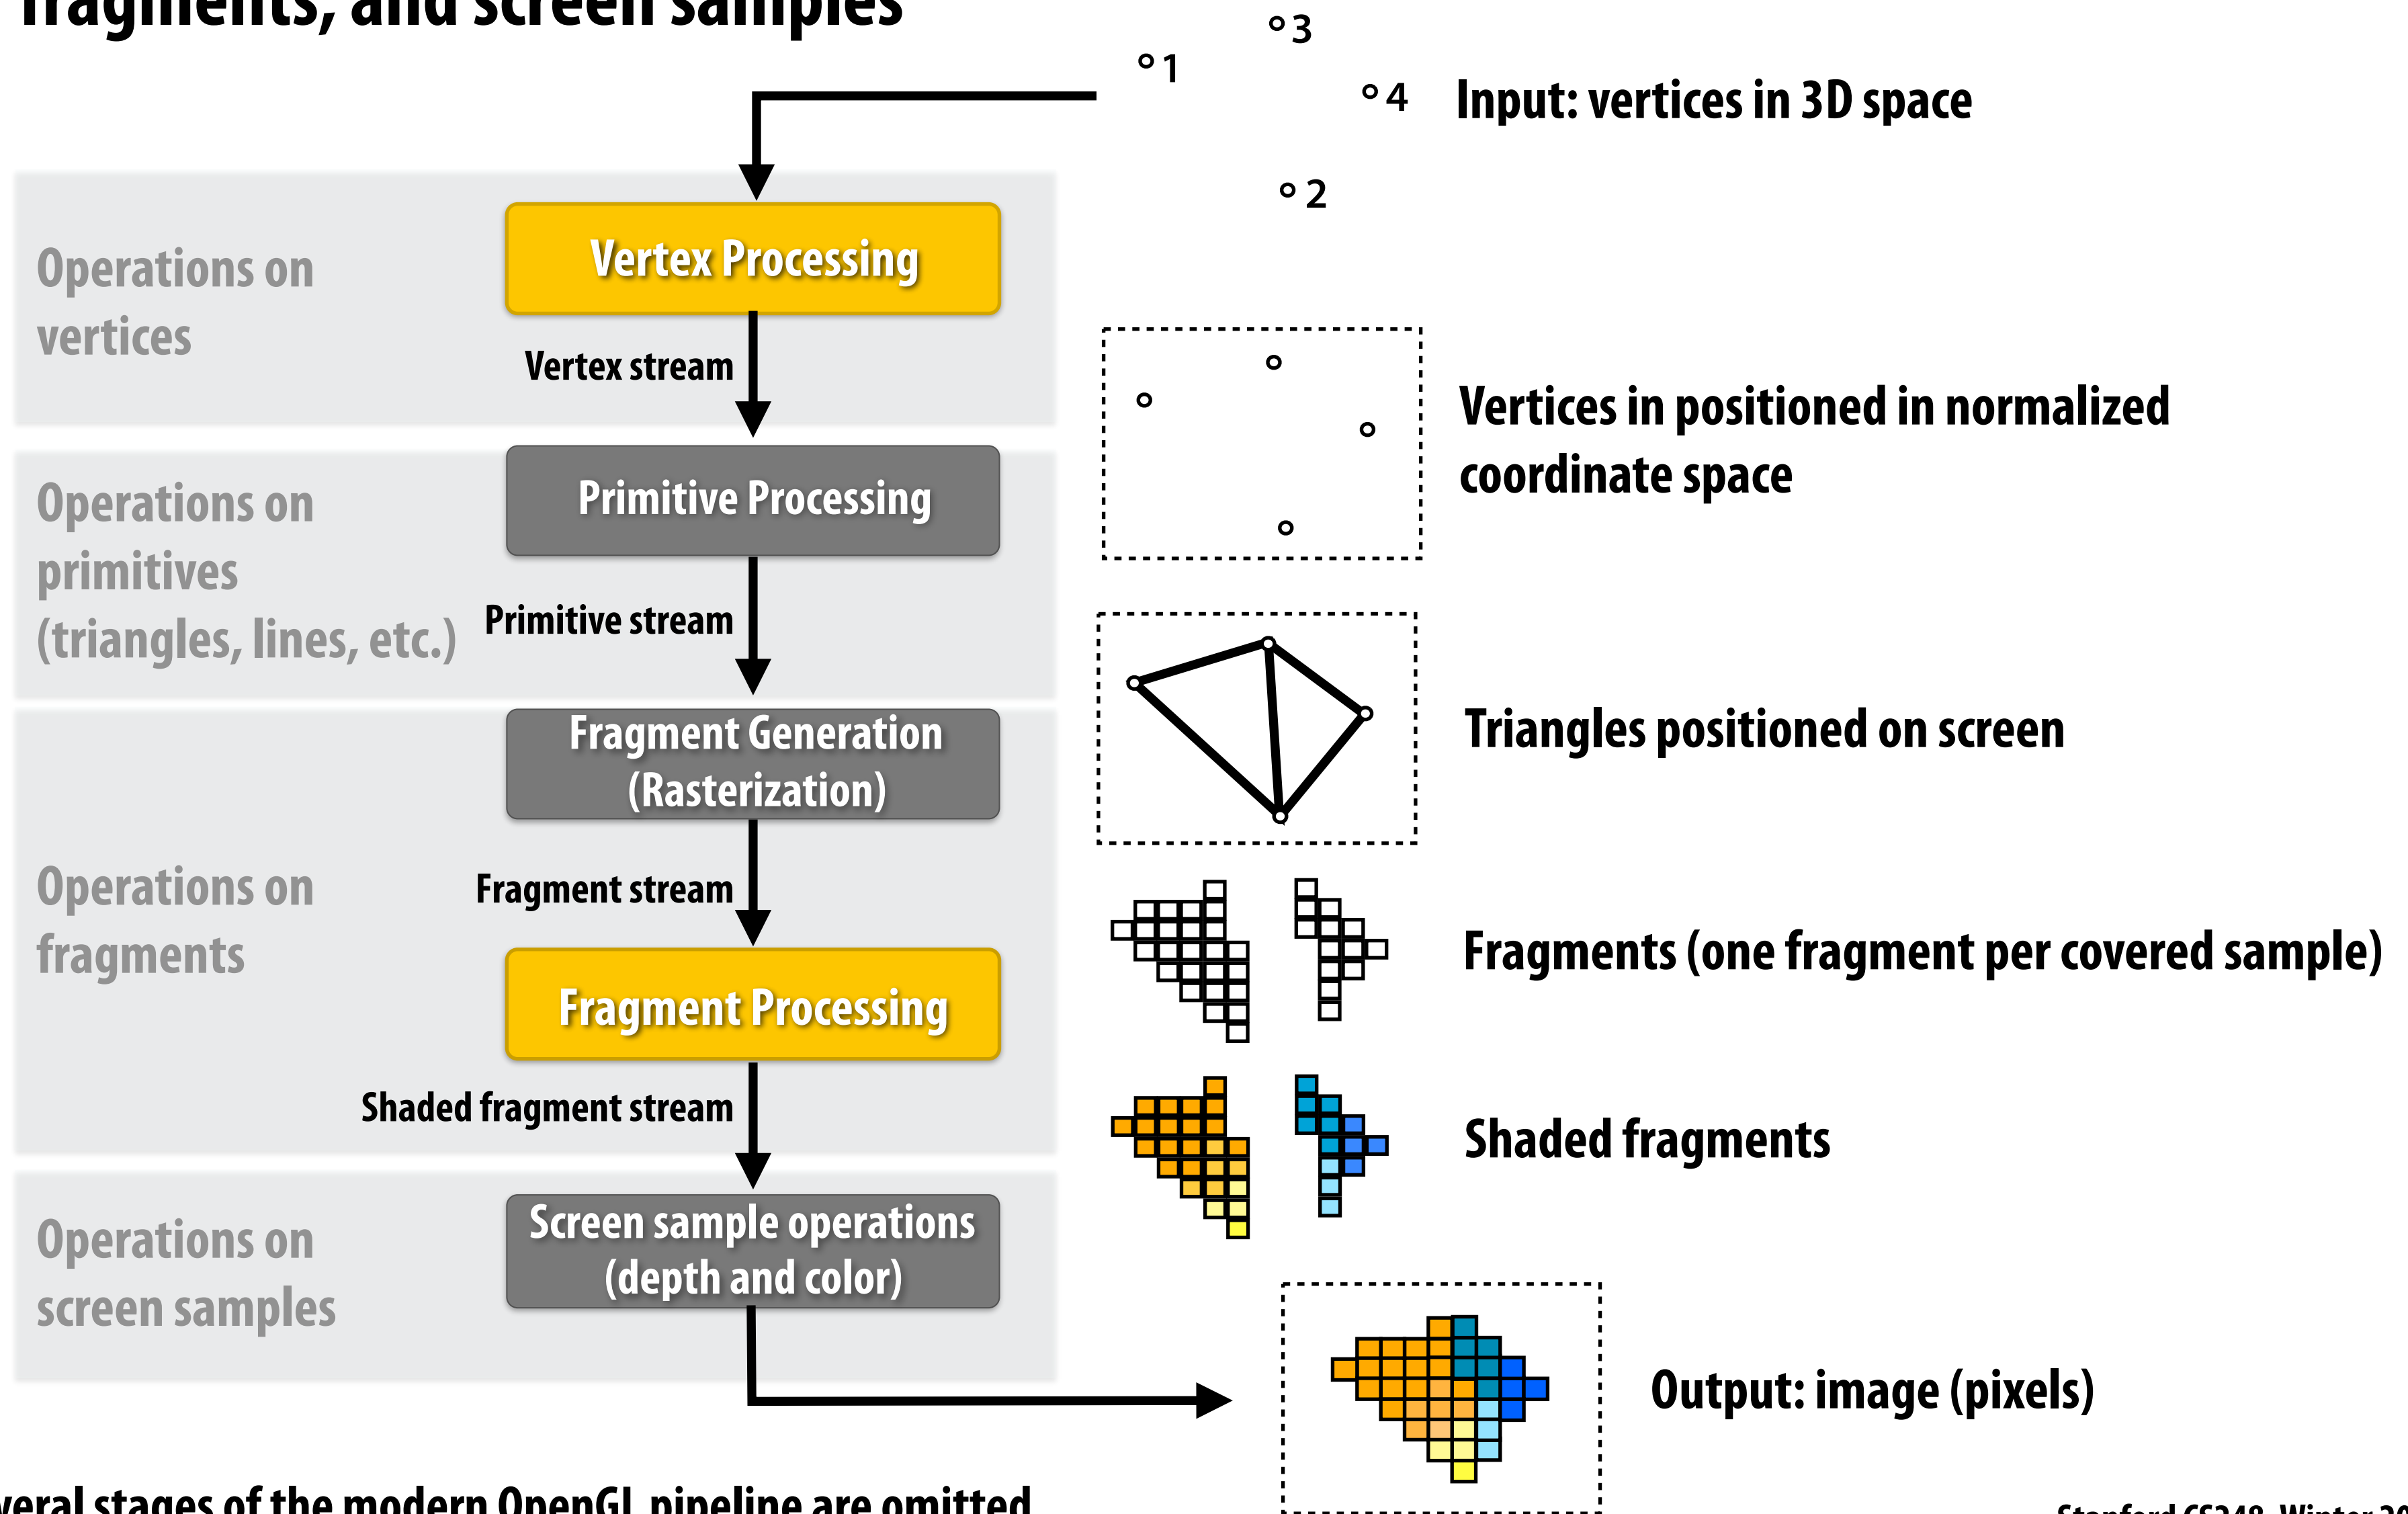 fragments, and screen samples
3
1
4
Input: vertices in 3D space
2
Operations on
vertices
Vertex Processing
Vertex stream
Vertices in positioned in normalized
coordinate space
Operations on
primitives
(triangles, lines, etc.)
Primitive Processing
Primitive stream
Triangles positioned on screen
Operations on
fragments
Fragment Generation
(Rasterization)
Fragment stream
Fragments (one fragment per covered sample)
Fragment Processing
Shaded fragment stream
Shaded fragments
Operations on
screen samples
Screen sample operations
(depth and color)
Output: image (pixels)
stages of the modern OpenGL pipeline are omitted
Stanford CS248, Winter